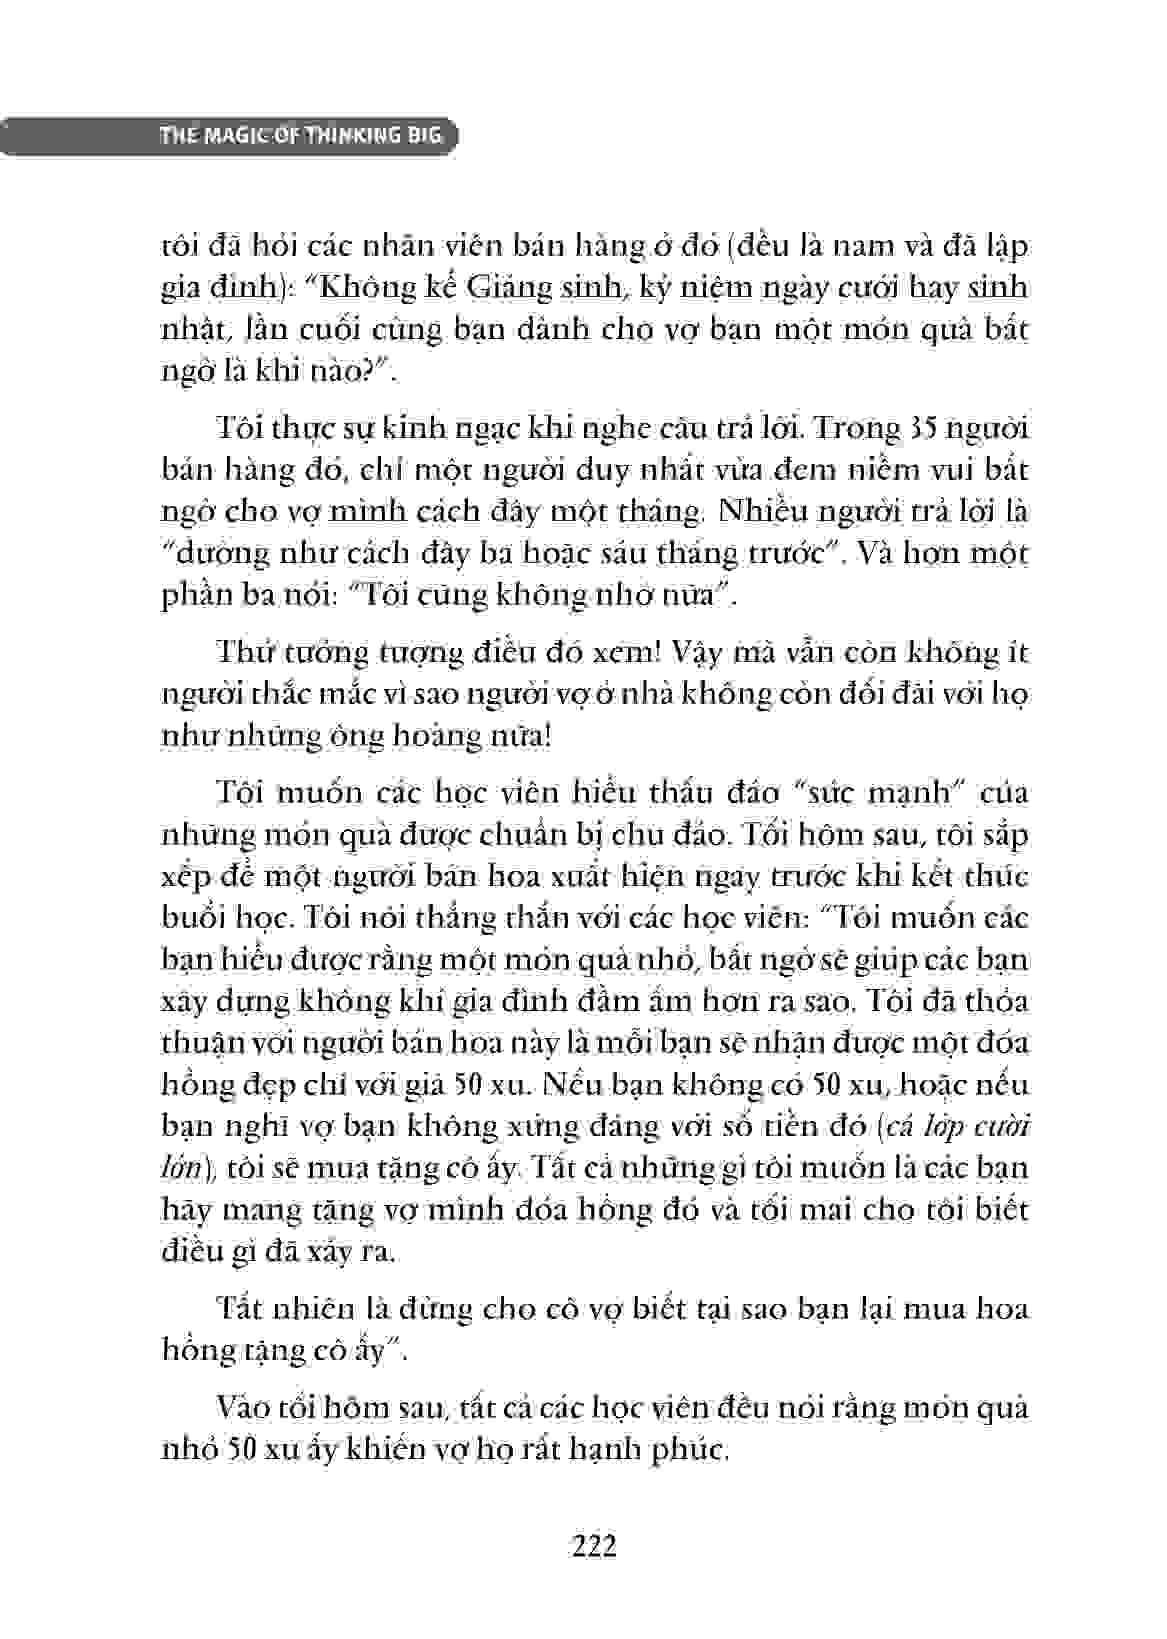 THE MAGIC OF THINKING BIG
tôi đã hỏi các nhân viên bán hàng ở đó (đều là nam và đã lập
gia đình): “Không kể Giáng sinh, kỷ niệm ngày cưới hay sinh
nhật, lần cuối cùng bạn dành cho vợ bạn một món quà bất
ngờ là khi nào?”.
Tôi thực sự kinh ngạc khi nghe câu trả lời. Trong 35 người
bán hàng đó, chỉ một người duy nhất vừa đem niềm vui bất
ngờ cho vợ mình cách đây một tháng. Nhiều người trả lời là
“dường như cách đây ba hoặc sáu tháng trước”. Và hơn một
phần ba nói: “Tôi cũng không nhớ nữa”.
Thử tưởng tượng điều đó xem! Vậy mà vẫn còn không ít
người thắc mắc vì sao người vợ ở nhà không còn đối đãi với họ
như những ông hoàng nữa!
Tôi muốn các học viên hiểu thấu đáo “sức mạnh” của
những món quà được chuẩn bị chu đáo. Tối hôm sau, tôi sắp
xếp để một người bán hoa xuất hiện ngay trước khi kết thúc
buổi học. Tôi nói thẳng thắn với các học viên: “Tôi muốn các
bạn hiểu được rằng một món quà nhỏ, bất ngờ sẽ giúp các bạn
xây dựng không khí gia đình đầm ấm hơn ra sao. Tôi đã thỏa
thuận với người bán hoa này là mỗi bạn sẽ nhận được một đóa
hồng đẹp chỉ với giá 50 xu. Nếu bạn không có 50 xu, hoặc nếu
bạn nghĩ vợ bạn không xứng đáng với số tiền đó (cả lớp cười
lớn), tôi sẽ mua tặng cô ấy. Tất cả những gì tôi muốn là các bạn
hãy mang tặng vợ mình đóa hồng đó và tối mai cho tôi biết
điều gì đã xảy ra.
Tất nhiên là đừng cho cô vợ biết tại sao bạn lại mua hoa
hồng tặng cô ấy”.
Vào tối hôm sau, tất cả các học viên đều nói rằng món quà
nhỏ 50 xu ấy khiến vợ họ rất hạnh phúc.
222